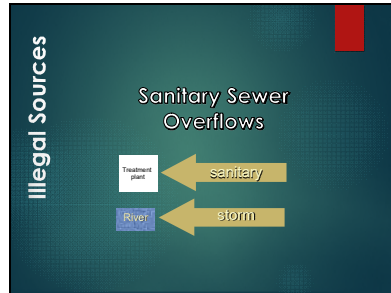 Illegal Sources
Sanitary Sewer
Overflows
Treatment
plant
sanitary
River
storm